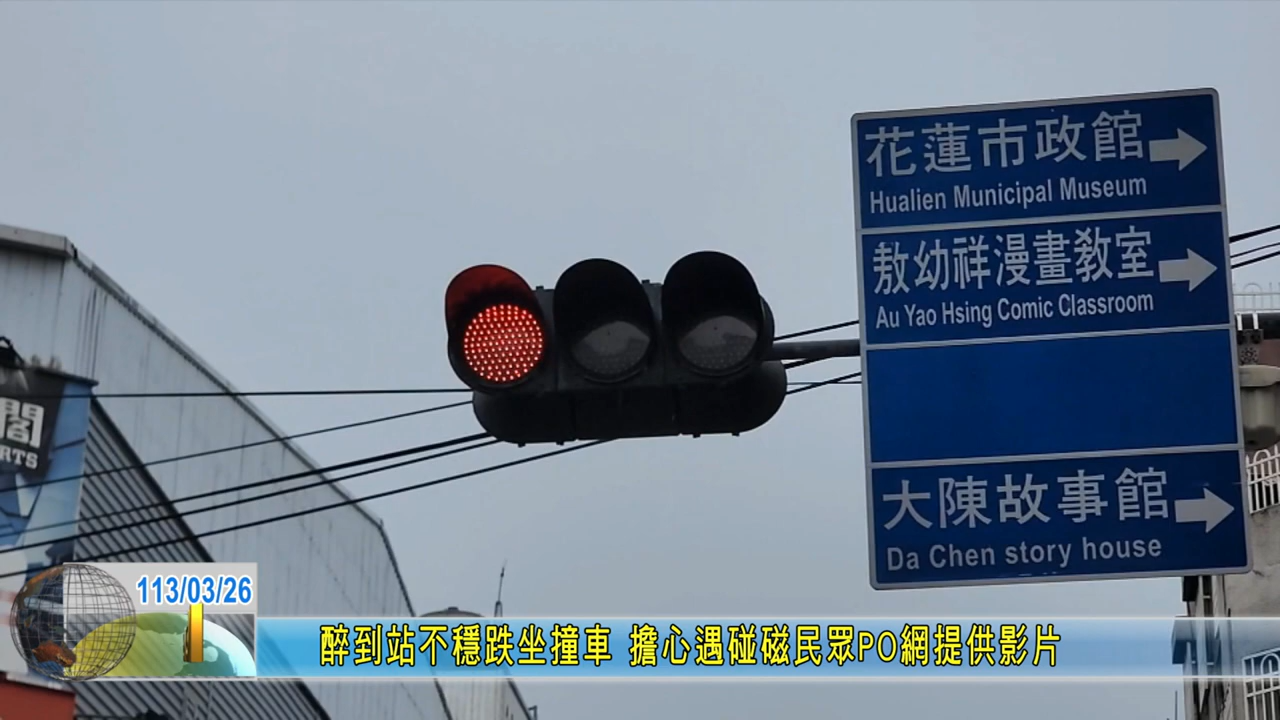 花蓮市政館
Hualien Municipal Museum
敖幼祥漫畫教室
Au Yao Hsing Comic Classroom
大陳故事館
Da Chen story house
閣
RTS
113/03/26
醉到站不穩跌坐撞車 擔心遇碰磁民眾PO網提供影片